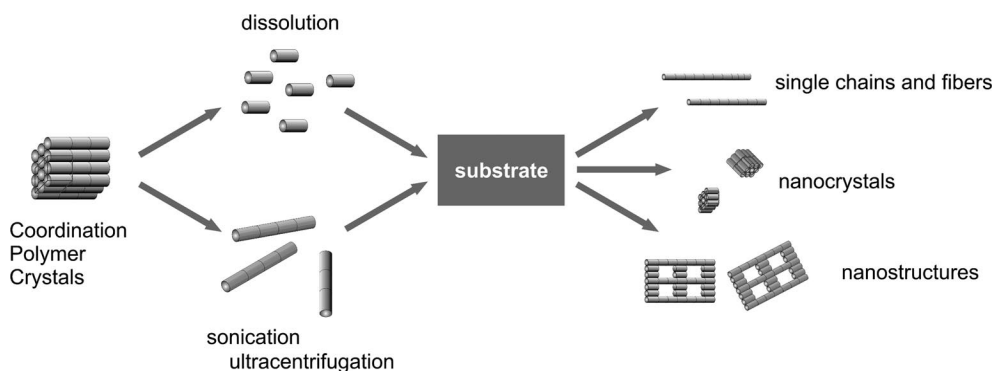 dissolution
Coordination
Polymer
Crystals
sonication
ultracentrifugation
substrate
single chains and fibers
nanocrystals
nanostructures